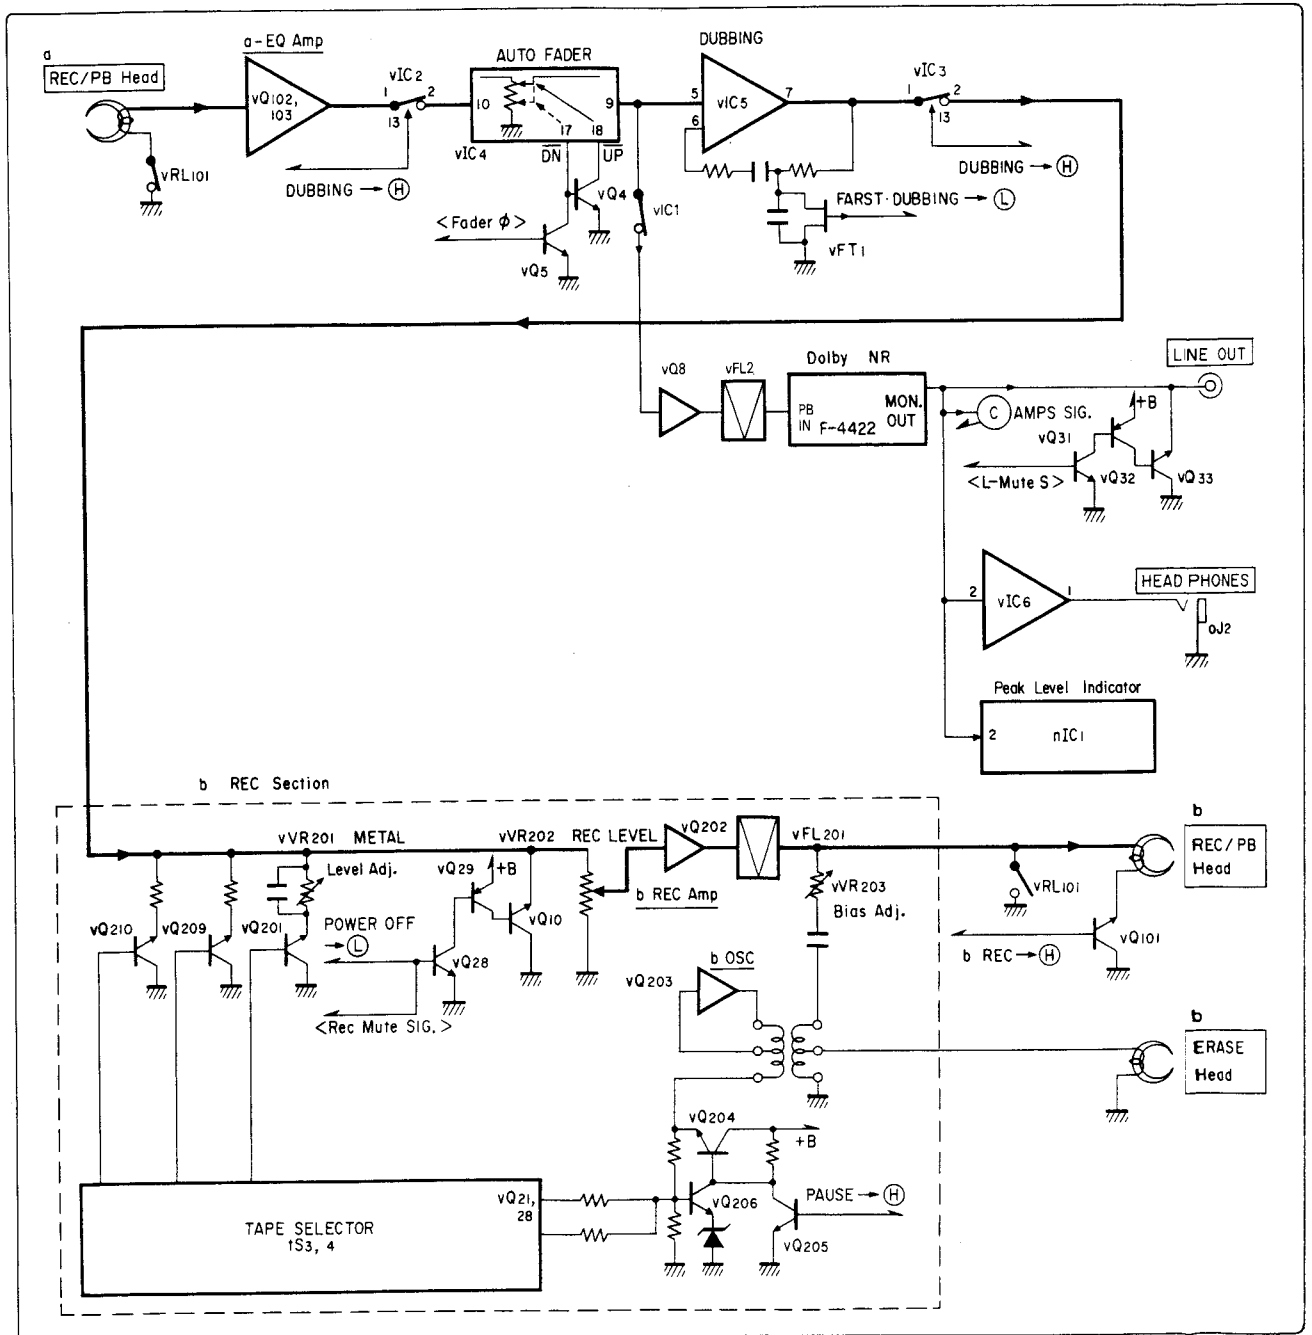 a
REC/PB Head
a-EQ Amp
vQ102,
103
vRL101
vIC2
1 2
13
DUBBING → H
AUTO FADER
10 9
17 18
vIC4
DN UP
vQ4
<Fader φ>
vQ5
vIC1
DUBBING
5 7
vIC5
6
FARST·DUBBING → L
vFT1
vIC3
1 2
13
DUBBING → H
vQ8
vFL2
Dolby NR
PB
IN
F-4422
MON.
OUT
LINE OUT
C AMPS SIG.
+B
vQ31
vQ32
vQ33
<L-Mute S>
2 vIC6 1
HEAD PHONES
oJ2
Peak Level Indicator
2 nIC1
b REC Section
vVR201 METAL
Level Adj.
vVR202 REC LEVEL
vQ202
vFL201
vQ29
+B
vQ10
b REC Amp
vVR203
Bias Adj.
vRL101
b
REC/PB
Head
vQ210
vQ209
vQ201
POWER OFF
→ L
vQ28
<Rec Mute SIG.>
vQ101
b REC → H
b OSC
vQ203
b
ERASE
Head
vQ204
+B
vQ206
PAUSE → H
vQ205
vQ21,
28
TAPE SELECTOR
tS3, 4